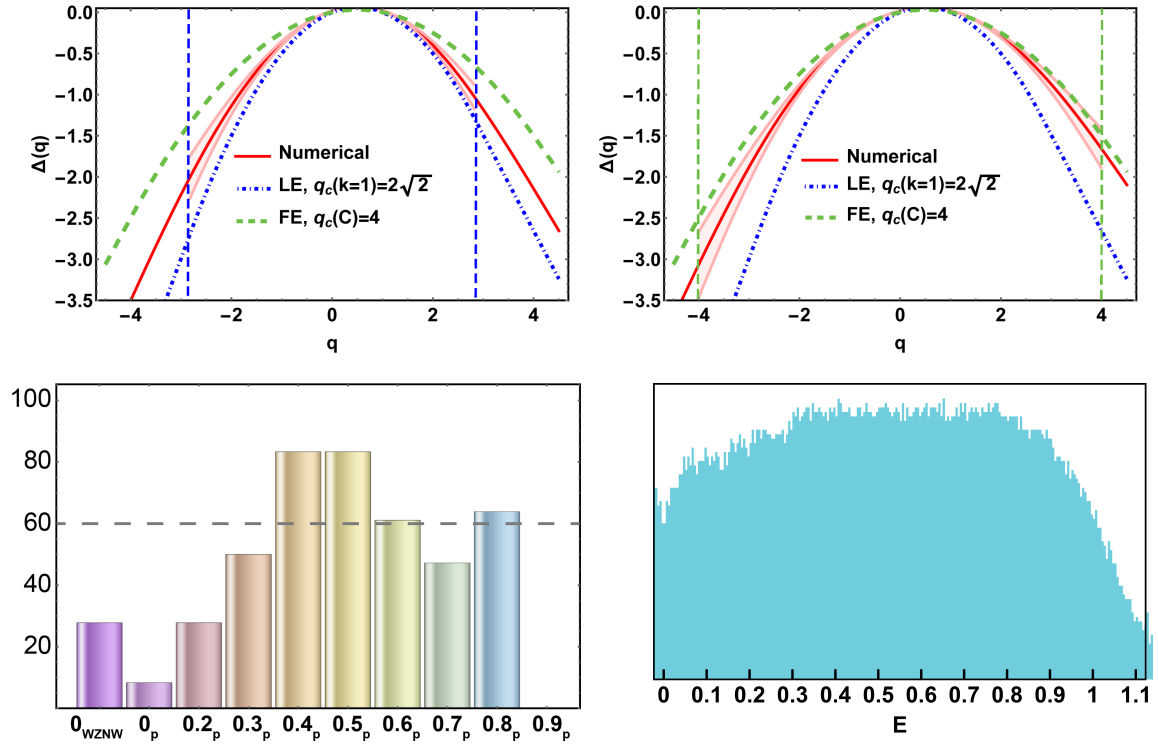 0.0
−0.5
−1.0
−1.5
−2.0
−2.5
−3.0
−3.5
Δ(q)
Numerical
LE, q_c(k=1)=2√2
FE, q_c(C)=4
−4 −2 0 2 4
q
0.0
−0.5
−1.0
−1.5
−2.0
−2.5
−3.0
−3.5
Δ(q)
Numerical
LE, q_c(k=1)=2√2
FE, q_c(C)=4
−4 −2 0 2 4
q
100
80
60
40
20
0_WZNW 0_p 0.2_p 0.3_p 0.4_p 0.5_p 0.6_p 0.7_p 0.8_p 0.9_p
0 0.1 0.2 0.3 0.4 0.5 0.6 0.7 0.8 0.9 1 1.1
E